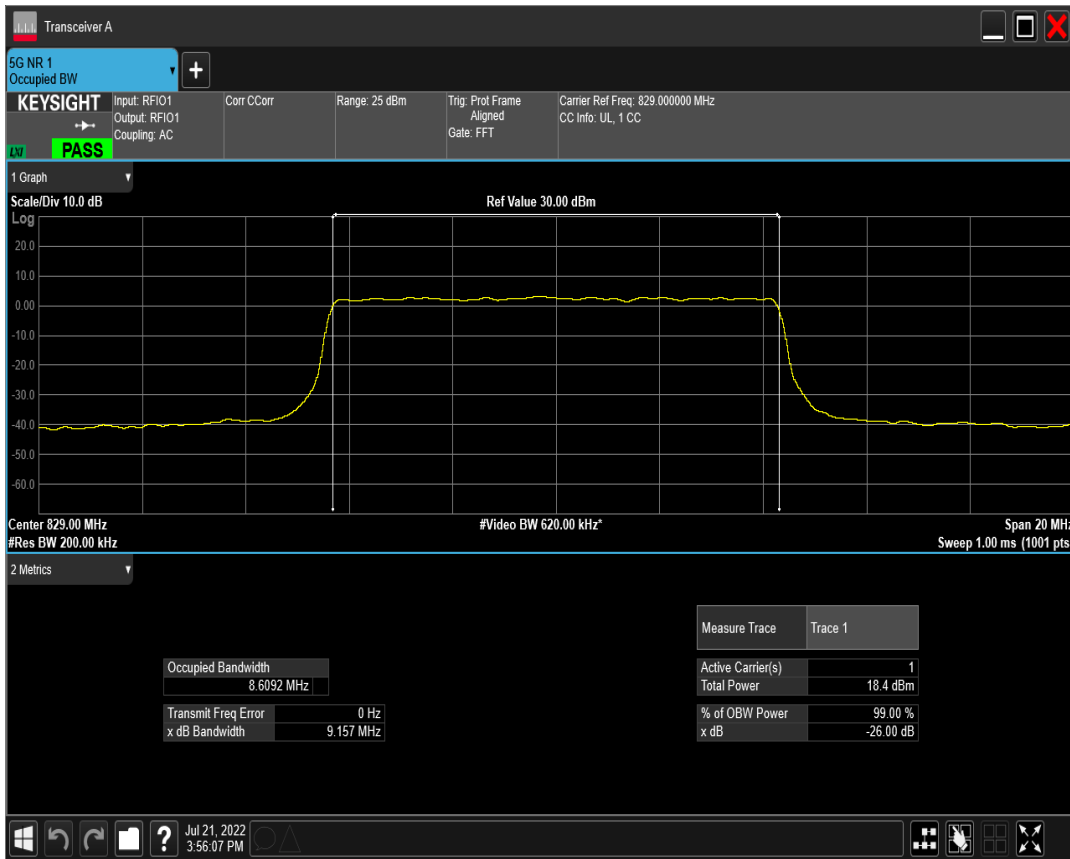 Transceiver A
5G NR 1
Occupied BW
+
KEYSIGHT
LXI
PASS
Input: RFIO1
Output: RFIO1
Coupling: AC
Corr CCorr
Range: 25 dBm
Trig: Prot Frame
Aligned
Gate: FFT
Carrier Ref Freq: 829.000000 MHz
CC Info: UL, 1 CC
1 Graph
Scale/Div 10.0 dB
Ref Value 30.00 dBm
Log
20.0
10.0
0.00
-10.0
-20.0
-30.0
-40.0
-50.0
-60.0
Center 829.00 MHz
#Video BW 620.00 kHz*
Span 20 MHz
#Res BW 200.00 kHz
Sweep 1.00 ms (1001 pts
2 Metrics
Measure Trace Trace 1
Occupied Bandwidth
8.6092 MHz
Active Carrier(s) 1
Total Power 18.4 dBm
Transmit Freq Error 0 Hz
x dB Bandwidth 9.157 MHz
% of OBW Power 99.00 %
x dB -26.00 dB
?
Jul 21, 2022
3:56:07 PM